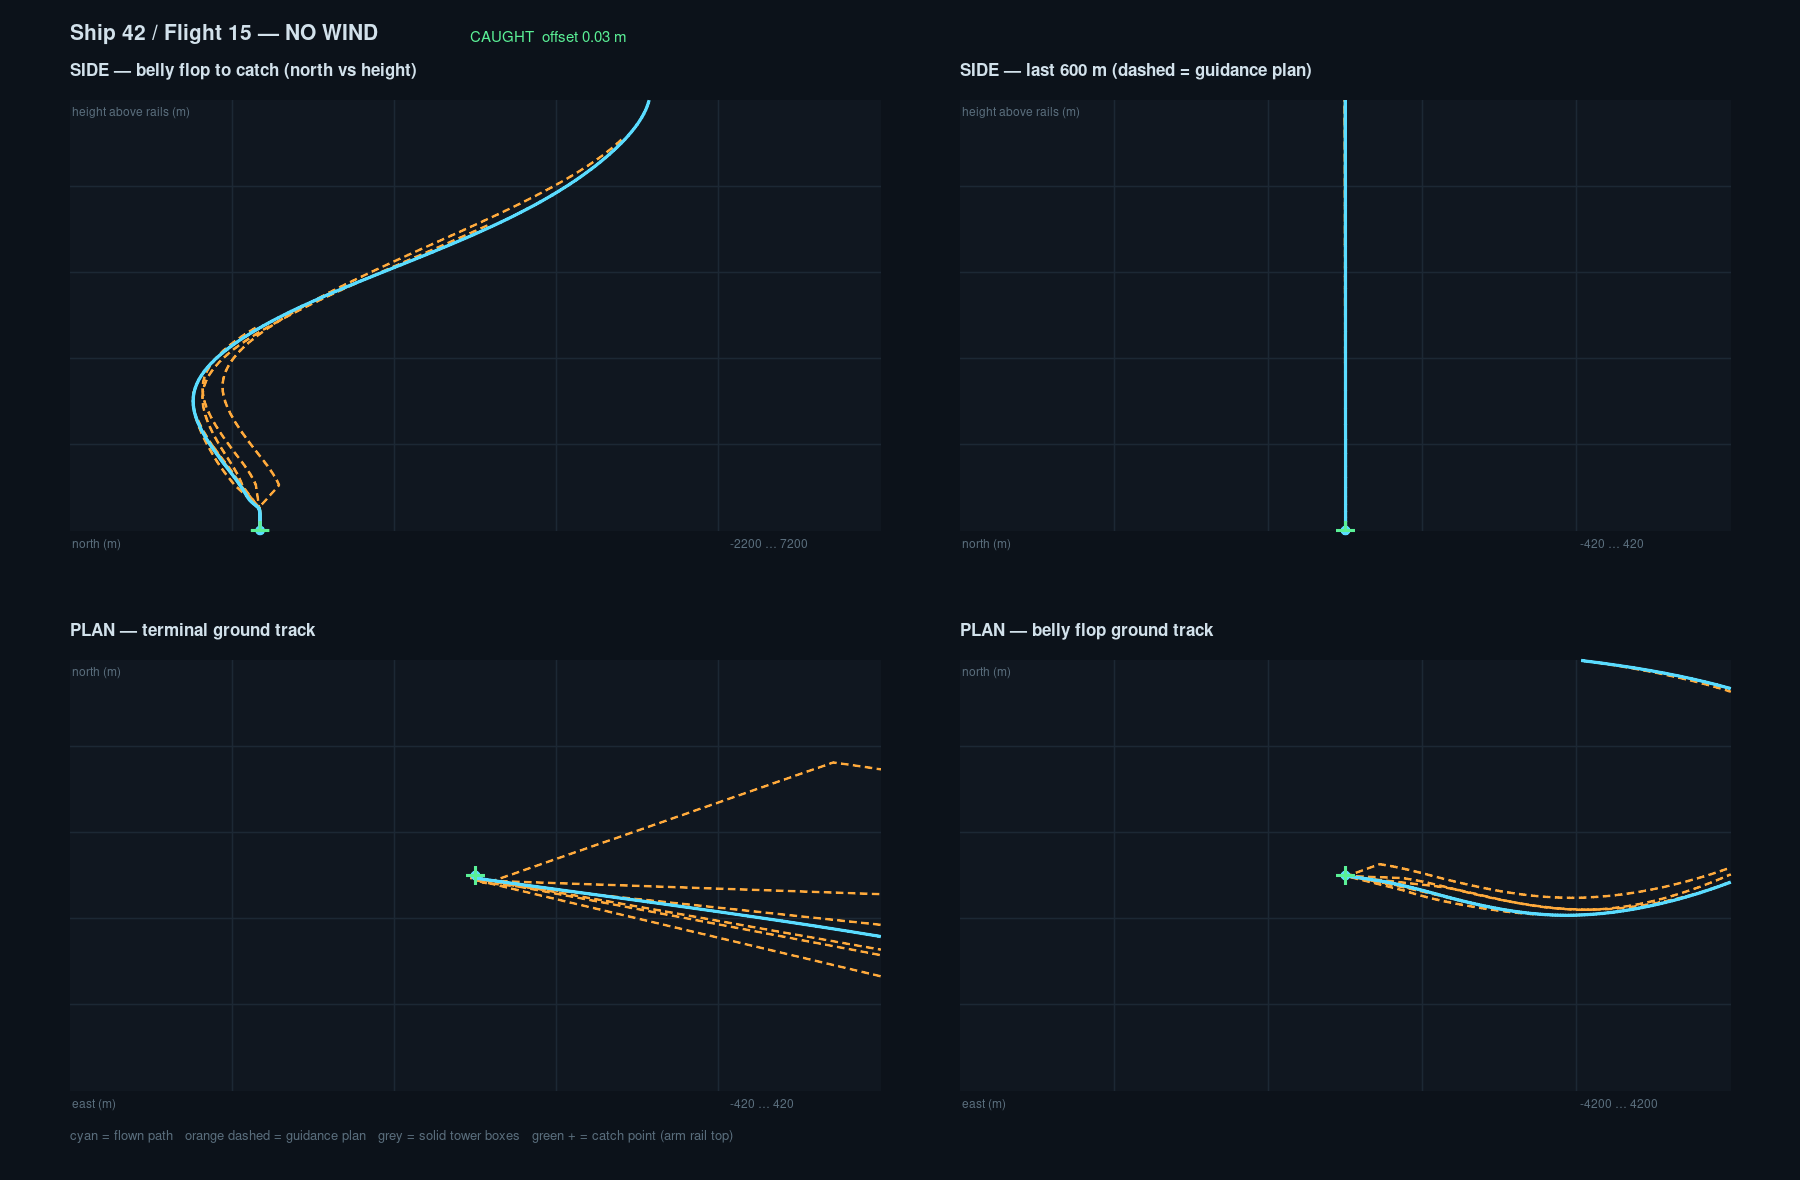 Ship 42 / Flight 15 — NO WIND
CAUGHT  offset 0.03 m
SIDE — belly flop to catch (north vs height)
SIDE — last 600 m (dashed = guidance plan)
height above rails (m)
height above rails (m)
north (m)
-2200 … 7200
north (m)
-420 … 420
PLAN — terminal ground track
PLAN — belly flop ground track
north (m)
north (m)
east (m)
-420 … 420
east (m)
-4200 … 4200
cyan = flown path   orange dashed = guidance plan   grey = solid tower boxes   green + = catch point (arm rail top)